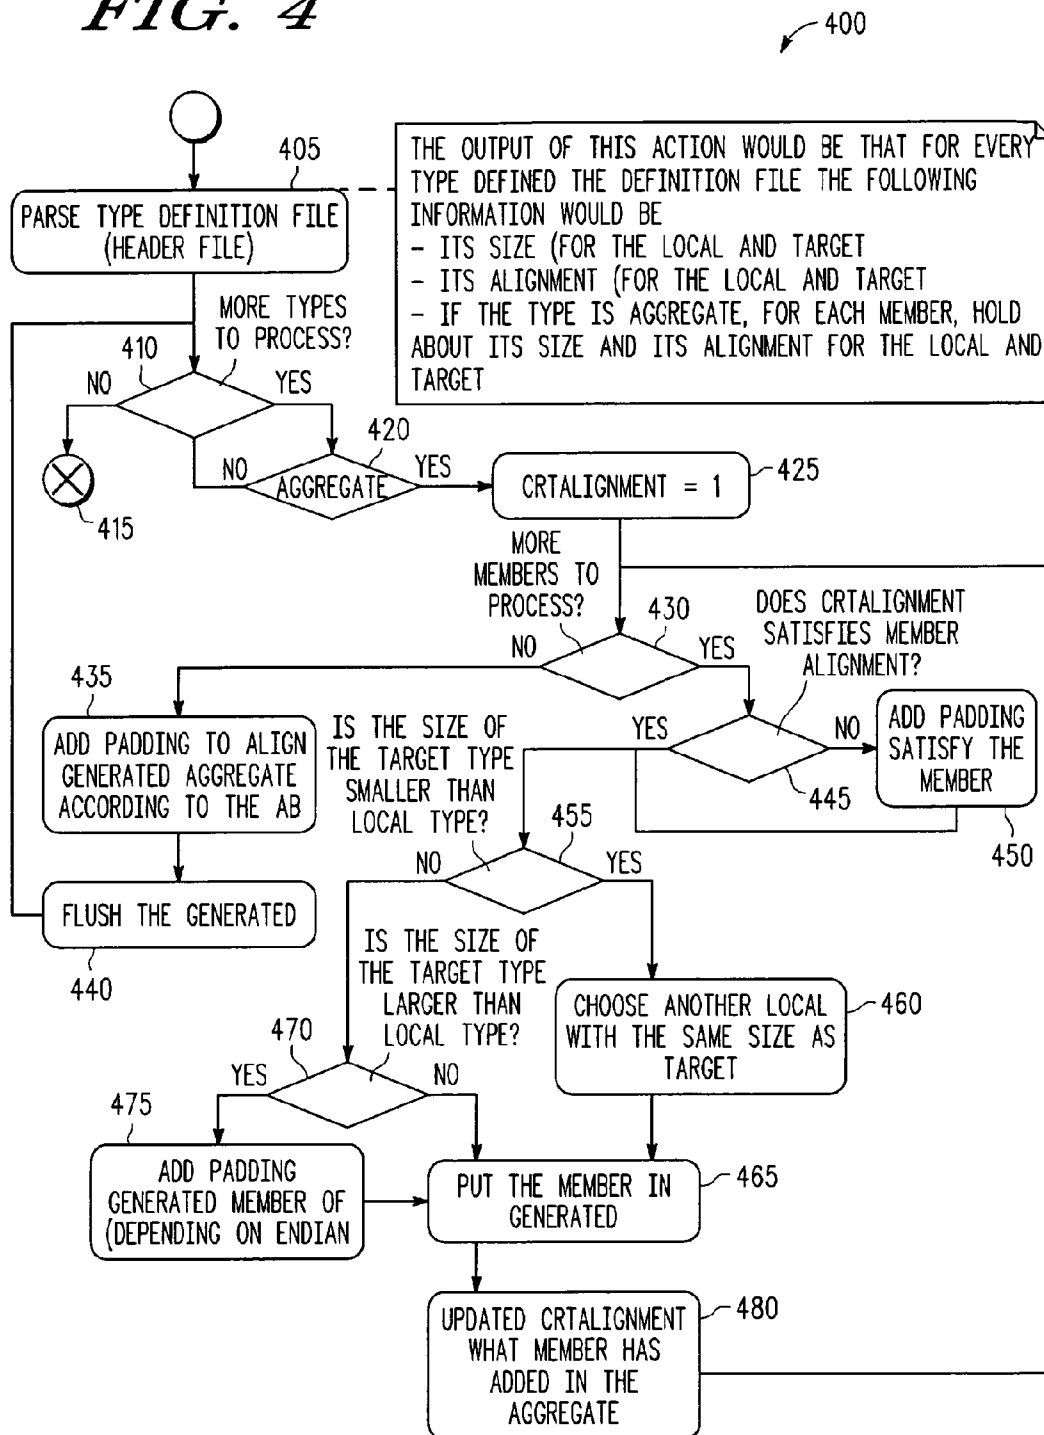 FIG. 4
400
405
PARSE TYPE DEFINITION FILE
(HEADER FILE)
THE OUTPUT OF THIS ACTION WOULD BE THAT FOR EVERY
TYPE DEFINED THE DEFINITION FILE THE FOLLOWING
INFORMATION WOULD BE
- ITS SIZE (FOR THE LOCAL AND TARGET
- ITS ALIGNMENT (FOR THE LOCAL AND TARGET
- IF THE TYPE IS AGGREGATE, FOR EACH MEMBER, HOLD
ABOUT ITS SIZE AND ITS ALIGNMENT FOR THE LOCAL AND
TARGET
MORE TYPES
TO PROCESS?
410
NO
YES
415
420
NO
AGGREGATE
YES
CRTALIGNMENT = 1
425
MORE
MEMBERS TO
PROCESS?
430
NO
YES
DOES CRTALIGNMENT
SATISFIES MEMBER
ALIGNMENT?
435
ADD PADDING TO ALIGN
GENERATED AGGREGATE
ACCORDING TO THE AB
IS THE SIZE OF
THE TARGET TYPE
SMALLER THAN
LOCAL TYPE?
YES
NO
445
ADD PADDING
SATISFY THE
MEMBER
450
455
NO
YES
FLUSH THE GENERATED
440
IS THE SIZE OF
THE TARGET TYPE
LARGER THAN
LOCAL TYPE?
CHOOSE ANOTHER LOCAL
WITH THE SAME SIZE AS
TARGET
460
470
YES
NO
475
ADD PADDING
GENERATED MEMBER OF
(DEPENDING ON ENDIAN
PUT THE MEMBER IN
GENERATED
465
UPDATED CRTALIGNMENT
WHAT MEMBER HAS
ADDED IN THE
AGGREGATE
480